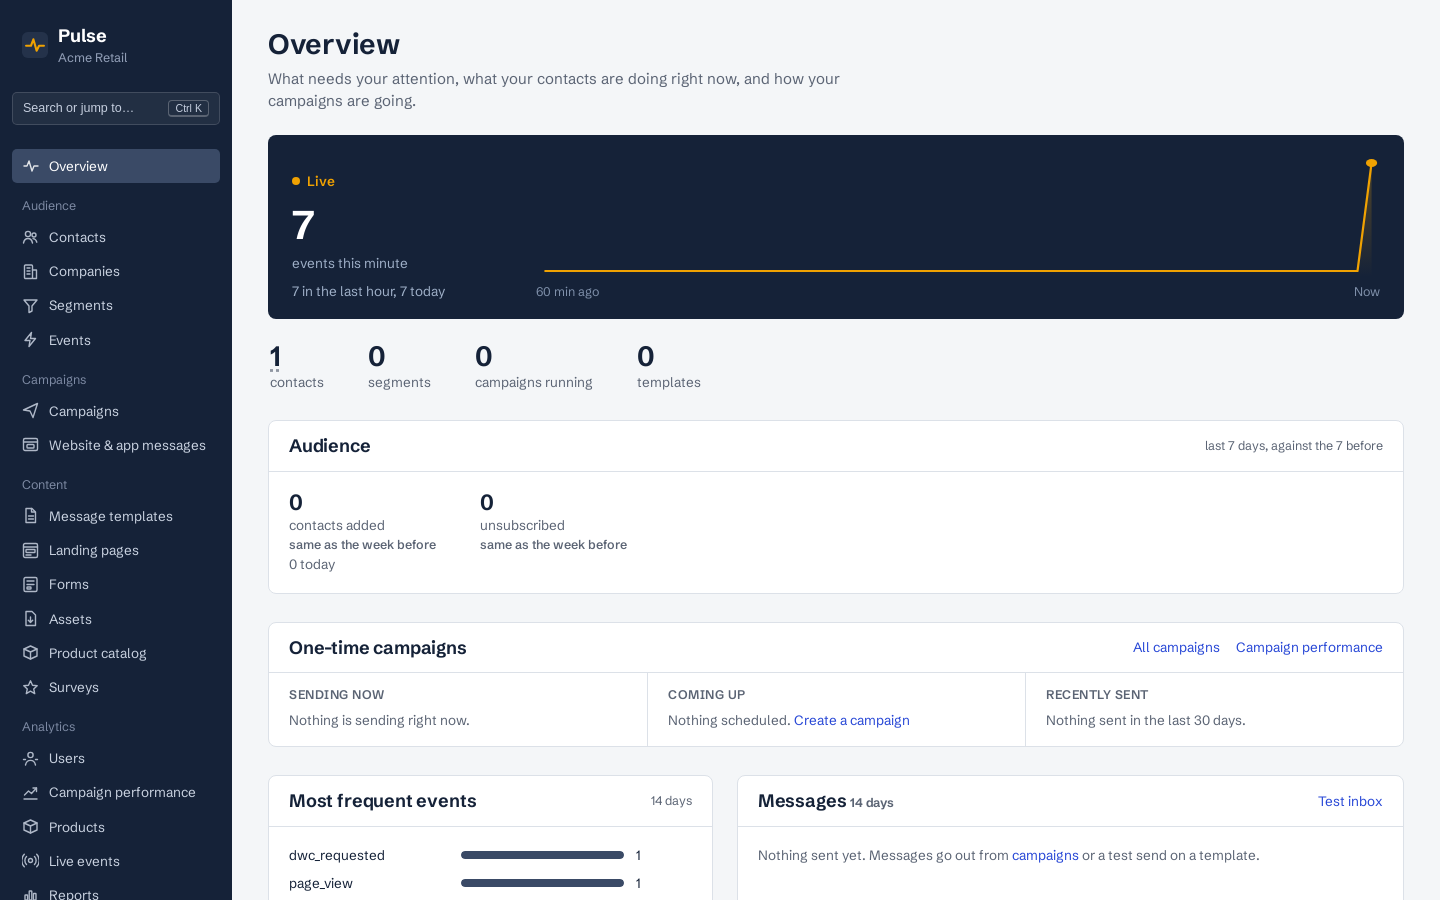 Pulse
Acme Retail
Search or jump to... Ctrl K
Overview
Audience
Contacts
Companies
Segments
Events
Campaigns
Campaigns
Website & app messages
Content
Message templates
Landing pages
Forms
Assets
Product catalog
Surveys
Analytics
Users
Campaign performance
Products
Live events
Reports
Overview
What needs your attention, what your contacts are doing right now, and how your
campaigns are going.
Live
7
events this minute
7 in the last hour, 7 today
60 min ago
Now
1
contacts
0
segments
0
campaigns running
0
templates
Audience
last 7 days, against the 7 before
0
contacts added
same as the week before
0 today
0
unsubscribed
same as the week before
One-time campaigns
All campaigns
Campaign performance
SENDING NOW
Nothing is sending right now.
COMING UP
Nothing scheduled. Create a campaign
RECENTLY SENT
Nothing sent in the last 30 days.
Most frequent events
14 days
dwc_requested 1
page_view 1
Messages 14 days
Test inbox
Nothing sent yet. Messages go out from campaigns or a test send on a template.